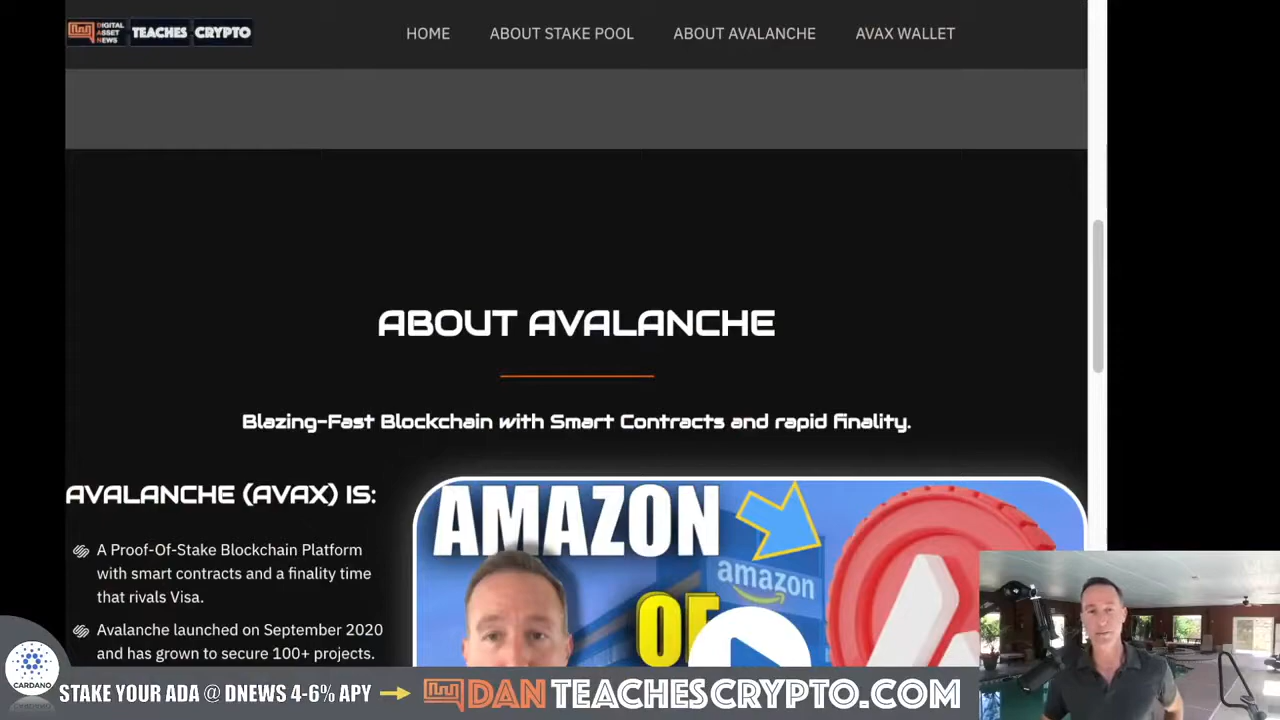 DIGITAL
ASSET
NEWS
TEACHES CRYPTO
HOME
ABOUT STAKE POOL
ABOUT AVALANCHE
AVAX WALLET
ABOUT AVALANCHE
Blazing-Fast Blockchain with Smart Contracts and rapid finality.
AVALANCHE (AVAX) IS:
A Proof-Of-Stake Blockchain Platform
with smart contracts and a finality time
that rivals Visa.
Avalanche launched on September 2020
and has grown to secure 100+ projects.
AMAZON
amazon
OF
CARDANO
STAKE YOUR ADA @ DNEWS 4-6% APY
DANTEACHESCRYPTO.COM